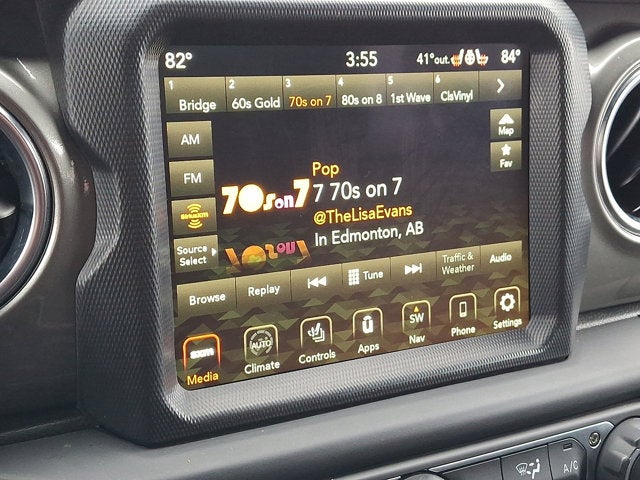 82° 3:55 41°out. 84°
1 2 3 4 5 6
Bridge 60s Gold 70s on 7 80s on 8 1st Wave ClsVinyl
AM
Map
FM
Fav
Pop
70s on 7
7 70s on 7
siriusxm
@TheLisaEvans
Source
Select
In Edmonton, AB
Browse Replay Tune Traffic &
Weather Audio
sxm AUTO SW
Media Climate Controls Apps Nav Phone Settings
A/C